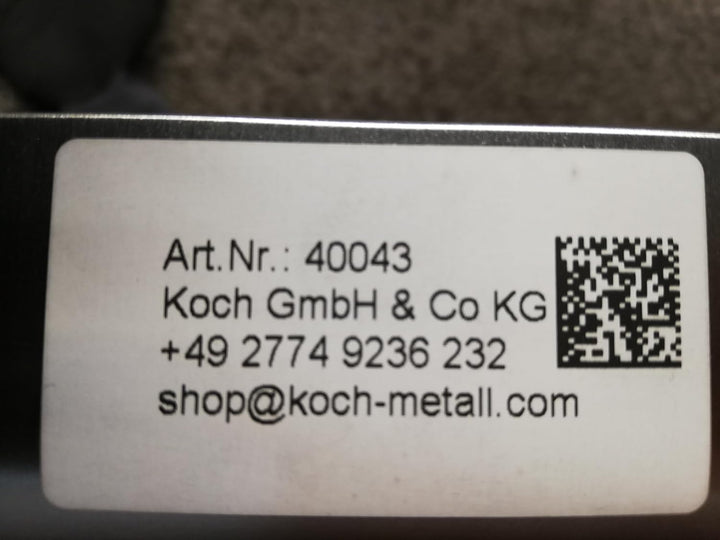 Art.Nr.: 40043
Koch GmbH & Co KG
+49 2774 9236 232
shop@koch-metall.com